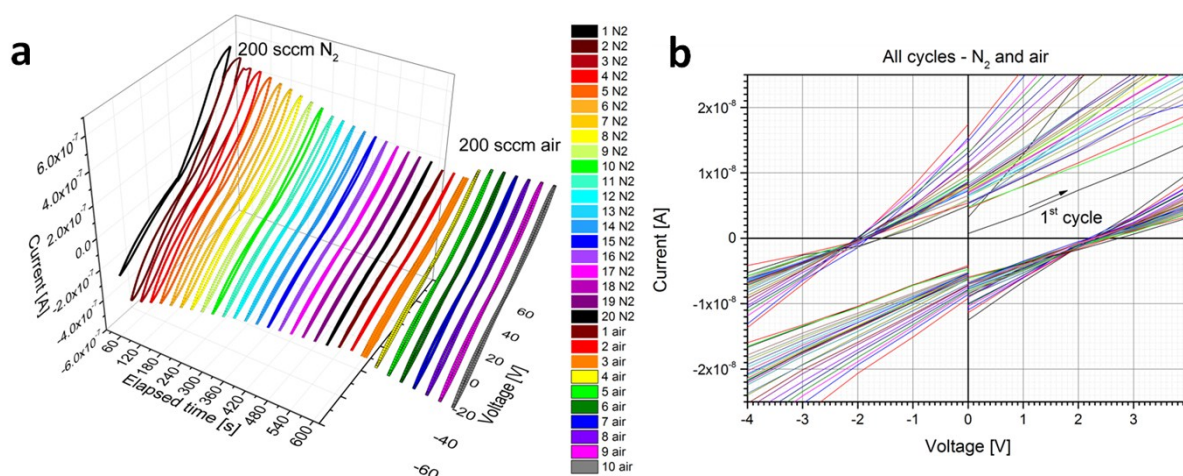 a
200 sccm N2
200 sccm air
Current [A]
6.0x10-7
4.0x10-7
2.0x10-7
0.0
-2.0x10-7
-4.0x10-7
-6.0x10-7
Elapsed time [s]
60
120
180
240
300
360
420
480
540
600
Voltage [V]
60
40
20
0
-20
-40
-60
1 N2
2 N2
3 N2
4 N2
5 N2
6 N2
7 N2
8 N2
9 N2
10 N2
11 N2
12 N2
13 N2
14 N2
15 N2
16 N2
17 N2
18 N2
19 N2
20 N2
1 air
2 air
3 air
4 air
5 air
6 air
7 air
8 air
9 air
10 air
b
All cycles - N2 and air
Current [A]
2x10-8
1x10-8
0
-1x10-8
-2x10-8
1st cycle
-4 -3 -2 -1 0 1 2 3
Voltage [V]